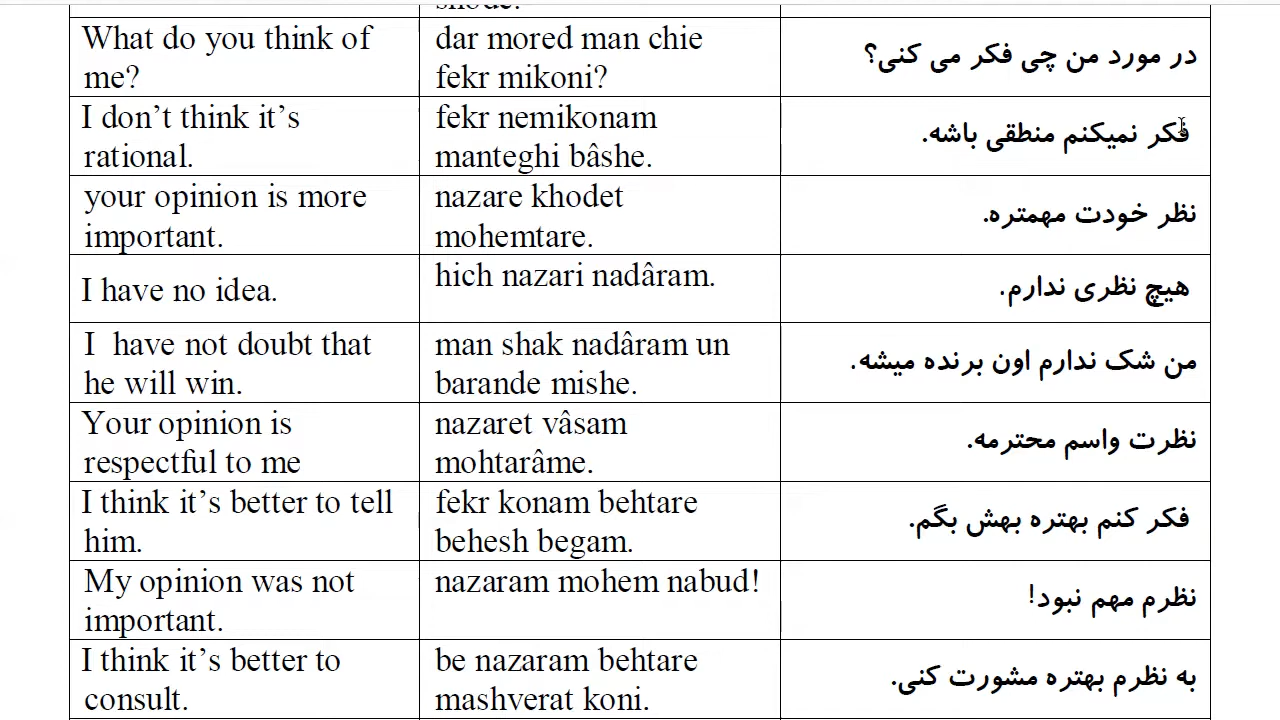 shode?
What do you think of
me?
dar mored man chie
fekr mikoni?
در مورد من چی فکر می کنی؟
I don’t think it’s
rational.
fekr nemikonam
manteghi bâshe.
فکر نمیکنم منطقی باشه.
your opinion is more
important.
nazare khodet
mohemtare.
نظر خودت مهمتره.
I have no idea.
hich nazari nadâram.
هیچ نظری ندارم.
I  have not doubt that
he will win.
man shak nadâram un
barande mishe.
من شک ندارم اون برنده میشه.
Your opinion is
respectful to me
nazaret vâsam
mohtarâme.
نظرت واسم محترمه.
I think it’s better to tell
him.
fekr konam behtare
behesh begam.
فکر کنم بهتره بهش بگم.
My opinion was not
important.
nazaram mohem nabud!
نظرم مهم نبود!
I think it’s better to
consult.
be nazaram behtare
mashverat koni.
به نظرم بهتره مشورت کنی.